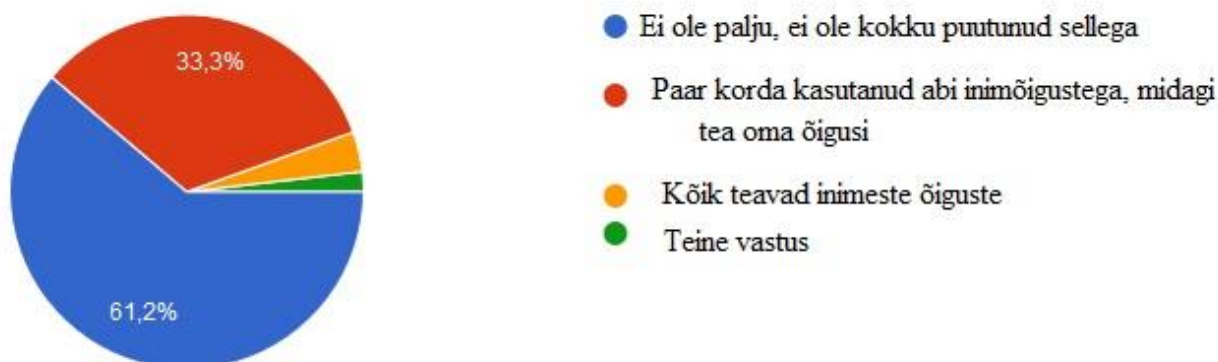 33,3%
61,2%
Ei ole palju, ei ole kokku puutunud sellega
Paar korda kasutanud abi inimõigustega, midagi
tea oma õigusi
Kõik teavad inimeste õiguste
Teine vastus